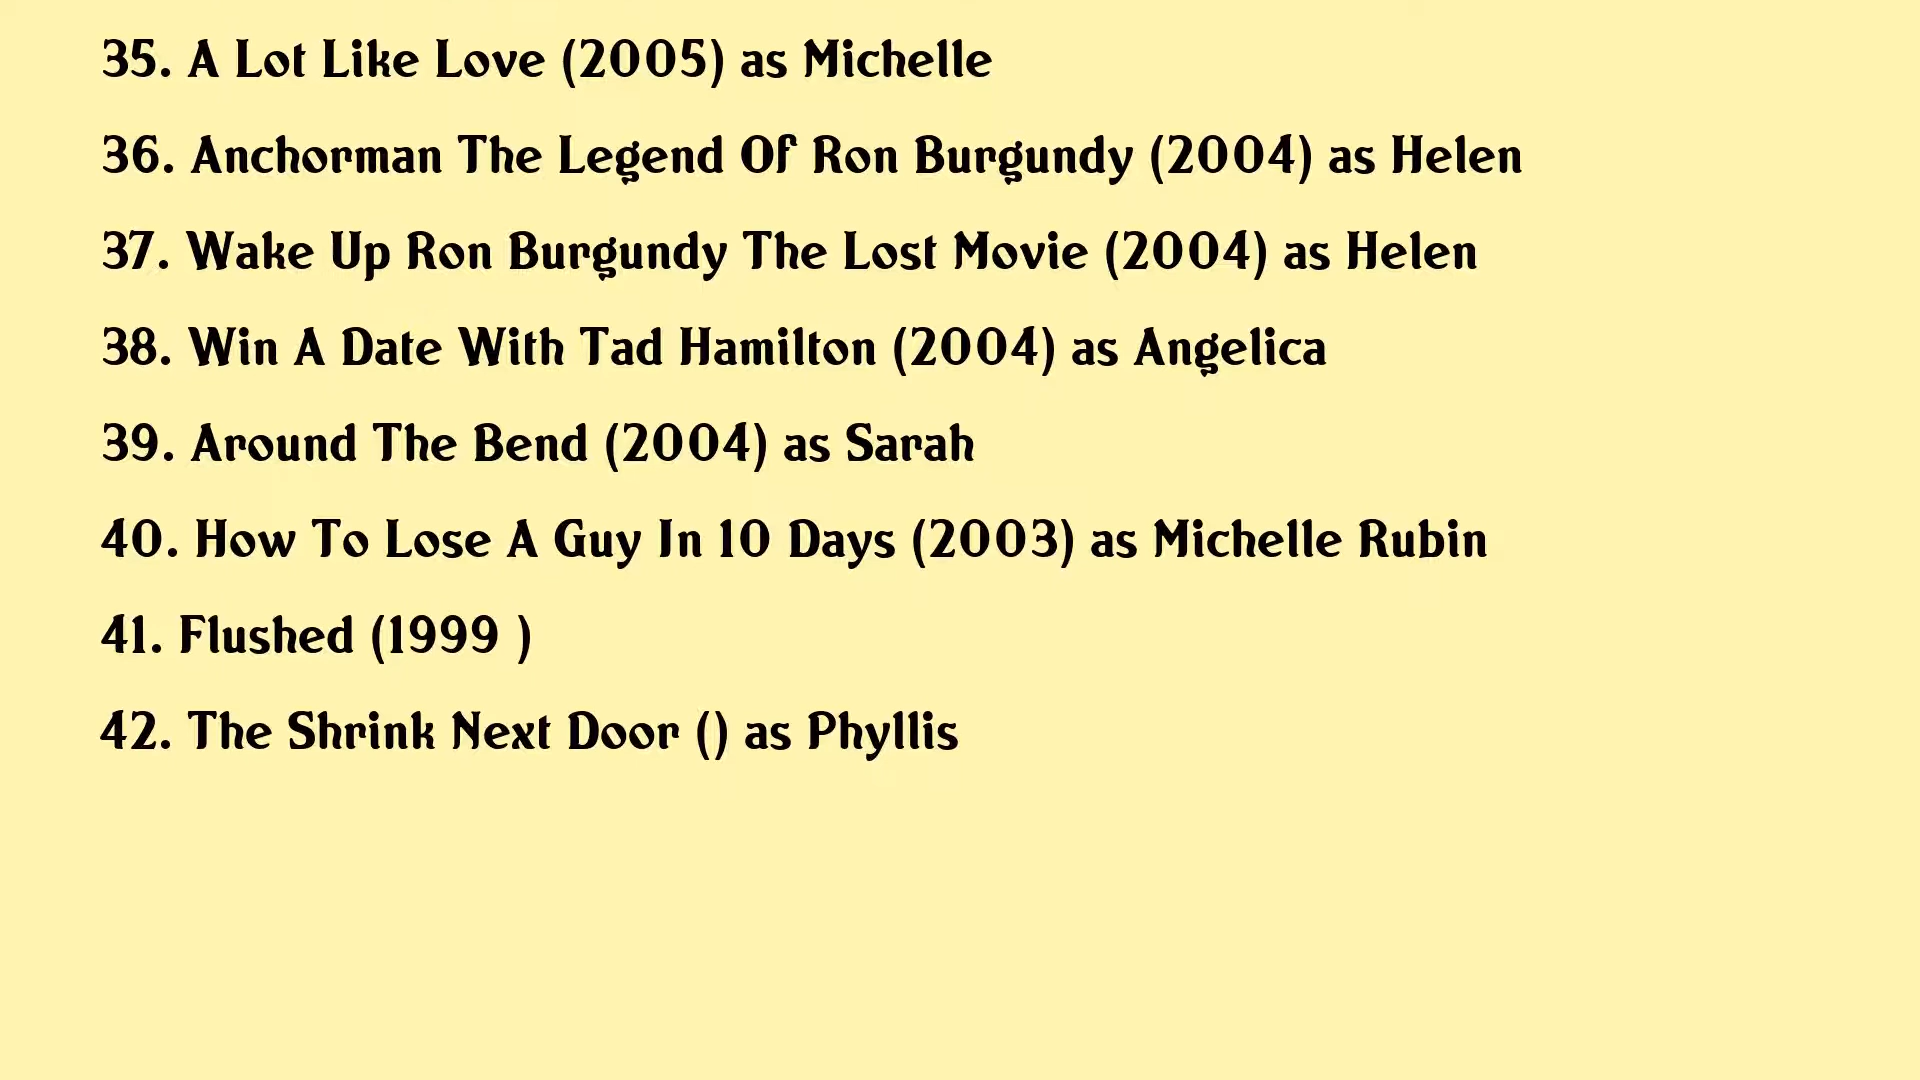 35. A Lot Like Love (2005) as Michelle
36. Anchorman The Legend Of Ron Burgundy (2004) as Helen
37. Wake Up Ron Burgundy The Lost Movie (2004) as Helen
38. Win A Date With Tad Hamilton (2004) as Angelica
39. Around The Bend (2004) as Sarah
40. How To Lose A Guy In 10 Days (2003) as Michelle Rubin
41. Flushed (1999 )
42. The Shrink Next Door () as Phyllis